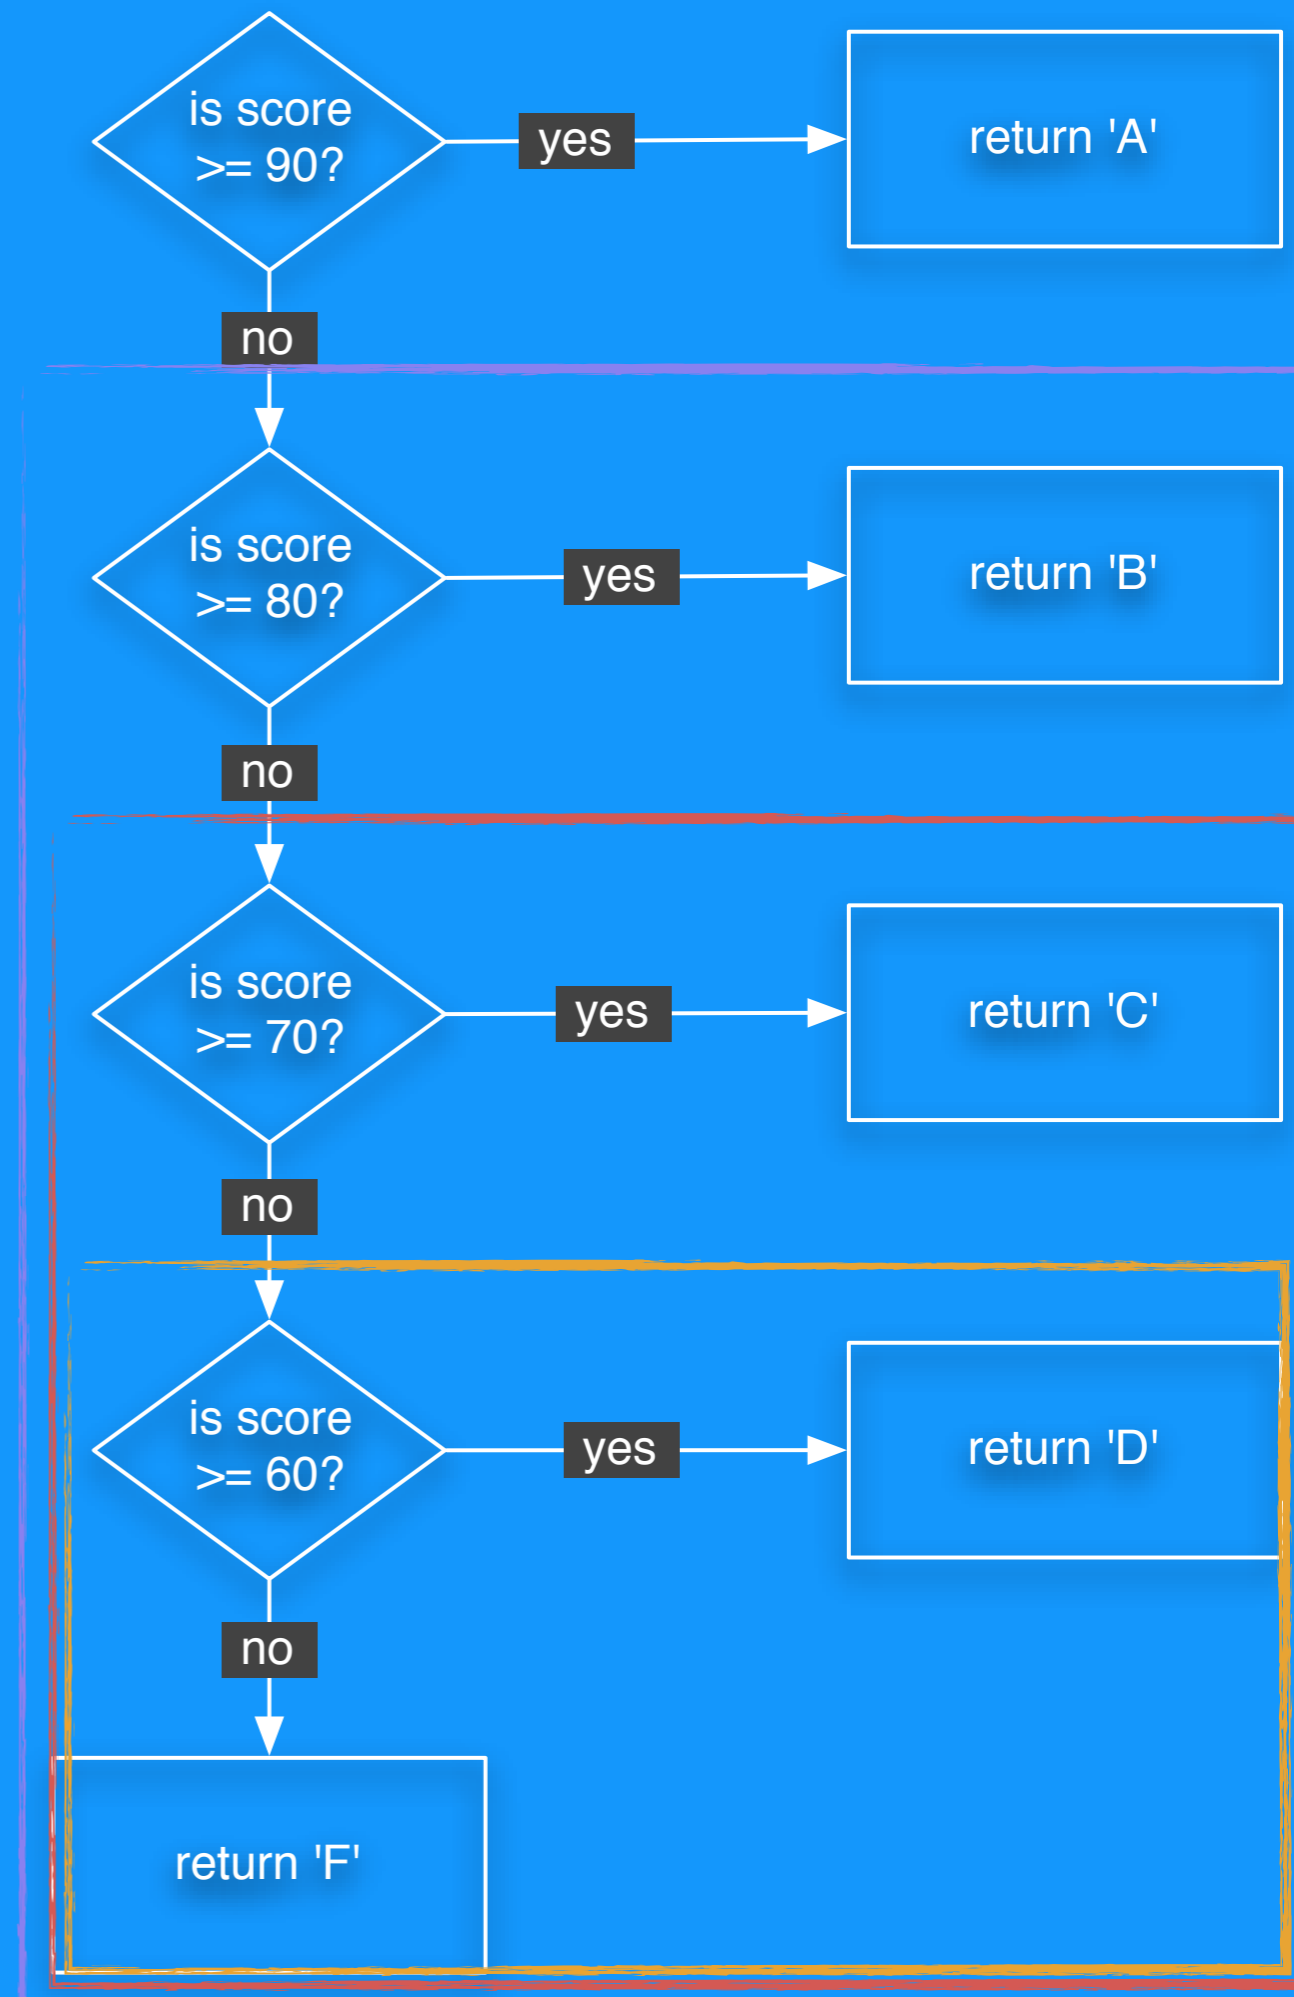 is score
>= 90?
yes
return 'A'
no
is score
>= 80?
yes
return 'B'
no
is score
>= 70?
yes
return 'C'
no
is score
>= 60?
yes
return 'D'
no
return 'F'